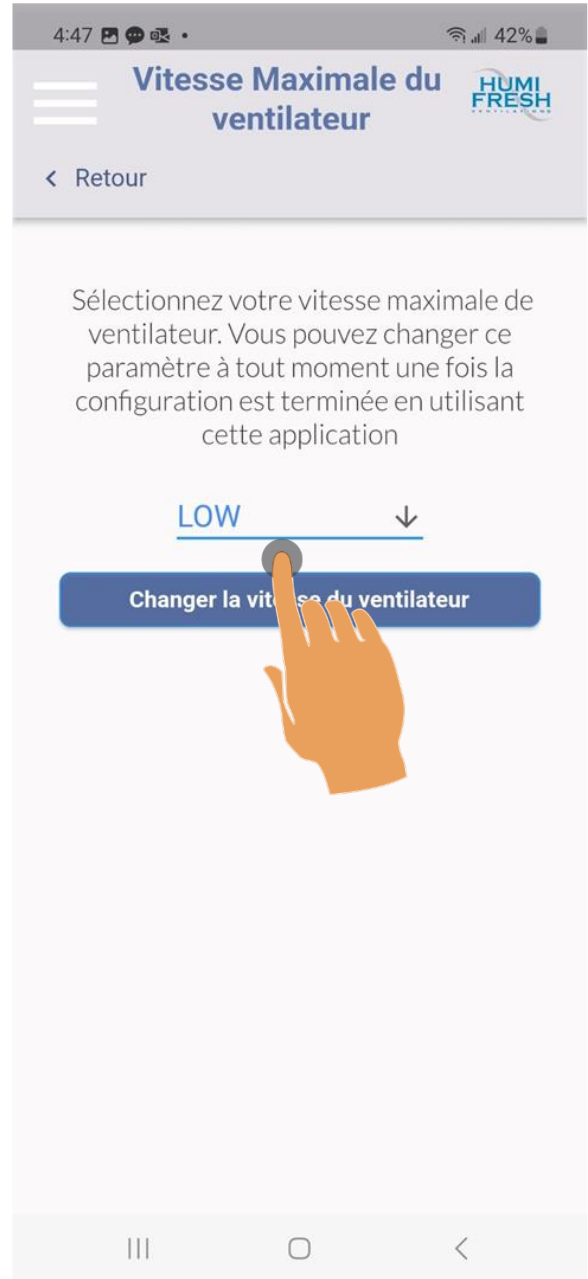 4:47 42%
Vitesse Maximale du
ventilateur
HUMI
FRESH
Retour
Sélectionnez votre vitesse maximale de
ventilateur. Vous pouvez changer ce
paramètre à tout moment une fois la
configuration est terminée en utilisant
cette application
LOW
Changer la vitesse du ventilateur